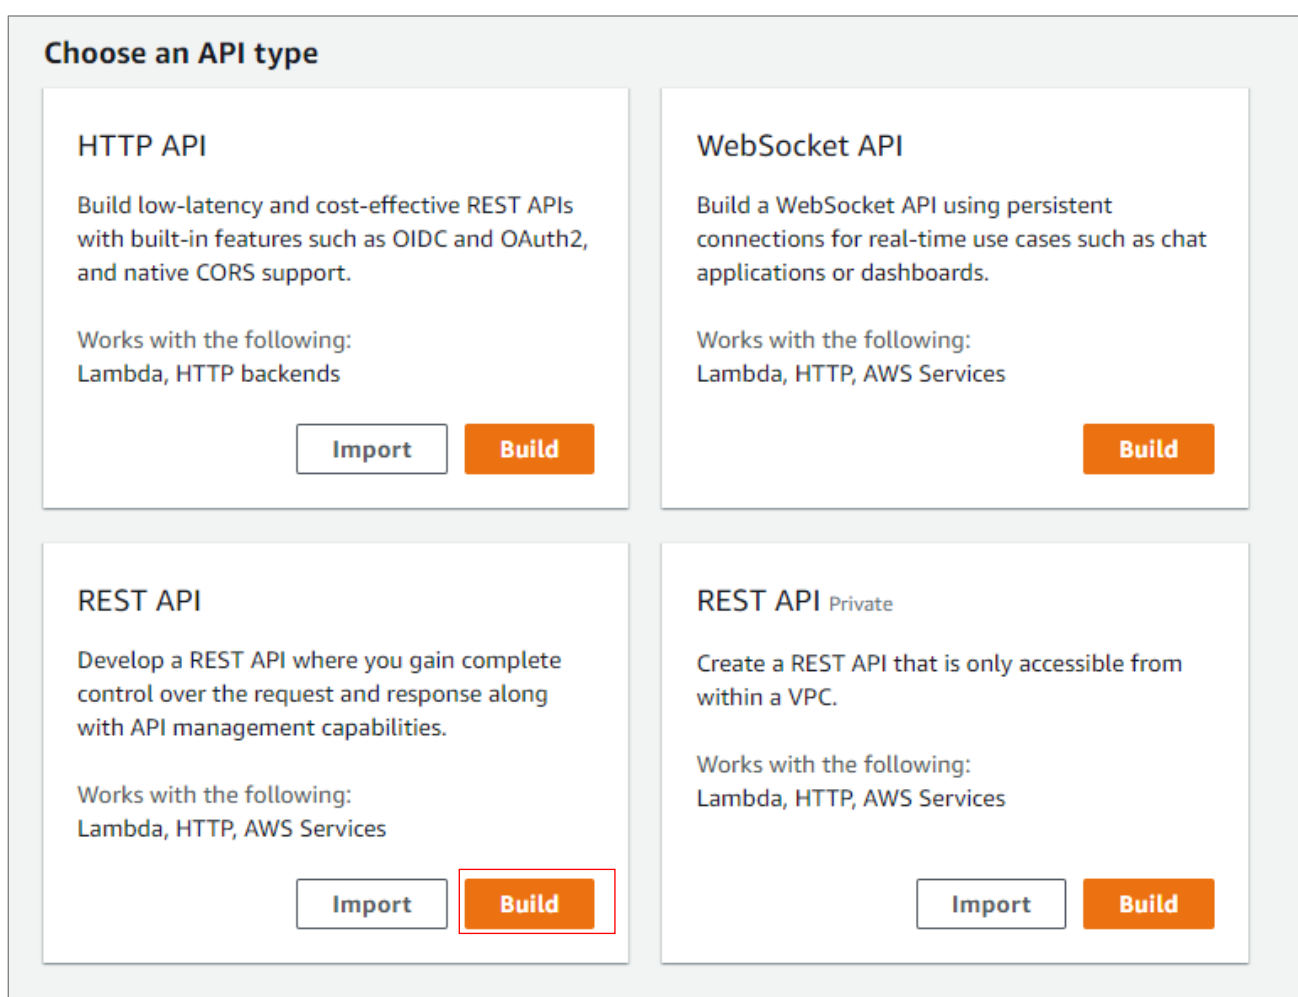 Choose an API type
HTTP API
Build low-latency and cost-effective REST APIs
with built-in features such as OIDC and OAuth2,
and native CORS support.
Works with the following:
Lambda, HTTP backends
Import
Build
WebSocket API
Build a WebSocket API using persistent
connections for real-time use cases such as chat
applications or dashboards.
Works with the following:
Lambda, HTTP, AWS Services
Build
REST API
Develop a REST API where you gain complete
control over the request and response along
with API management capabilities.
Works with the following:
Lambda, HTTP, AWS Services
Import
Build
REST API Private
Create a REST API that is only accessible from
within a VPC.
Works with the following:
Lambda, HTTP, AWS Services
Import
Build